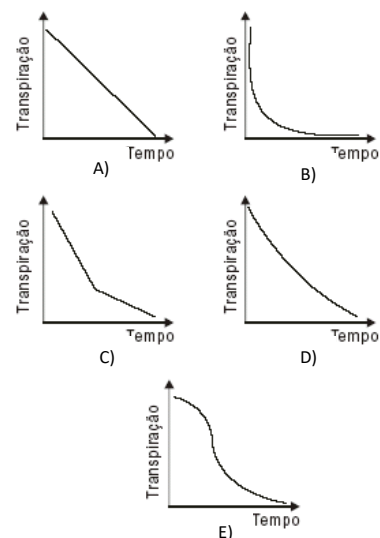 Transpiração
Tempo
A)
Transpiração
Tempo
B)
Transpiração
Tempo
C)
Transpiração
Tempo
D)
Transpiração
Tempo
E)